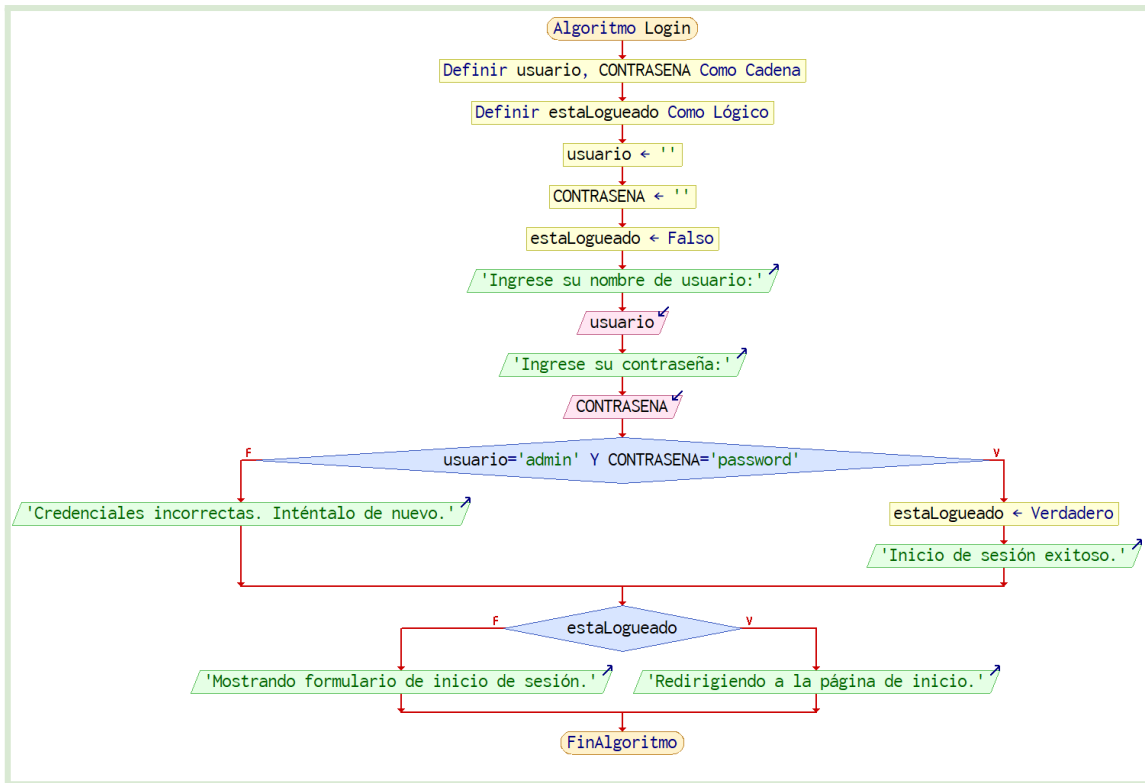 Algoritmo Login
Definir usuario, CONTRASENA Como Cadena
Definir estaLogueado Como Lógico
usuario ← ''
CONTRASENA ← ''
estaLogueado ← Falso
'Ingrese su nombre de usuario:'
usuario
'Ingrese su contraseña:'
CONTRASENA
F
usuario='admin' Y CONTRASENA='password'
V
'Credenciales incorrectas. Inténtalo de nuevo.'
estaLogueado ← Verdadero
'Inicio de sesión exitoso.'
F
estaLogueado
V
'Mostrando formulario de inicio de sesión.'
'Redirigiendo a la página de inicio.'
FinAlgoritmo